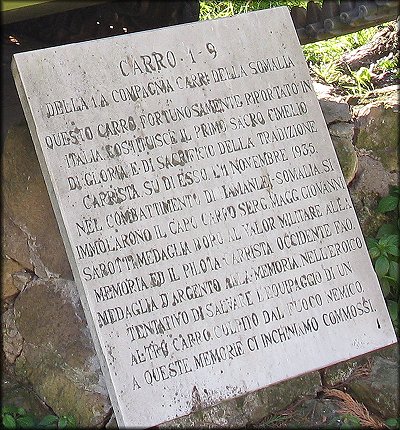 CARRO · 1 · 9
DELLA 1.A COMPAGNIA CARRI DELLA SOMALIA
QUESTO CARRO, FORTUNOSAMENTE RIPORTATO IN
ITALIA COSTITUISCE IL PRIMO SACRO CIMELIO
DI GLORIA E DI SACRIFICIO DELLA TRADIZIONE
CARRISTA. SU DI ESSO, L'11 NOVEMBRE 1935,
NEL COMBATTIMENTO DI HAMANLEI-SOMALIA SI
IMMOLARONO IL CAPO CARRO SERG. MAGG. GIOVANNI
SAROTTI, MEDAGLIA D'ORO AL VALOR MILITARE ALLA
MEMORIA ED IL PILOTA-CARRISTA OCCIDENTE FAO,
MEDAGLIA D'ARGENTO ALLA MEMORIA, NELL'EROICO
TENTATIVO DI SALVARE L'EQUIPAGGIO DI UN
ALTRO CARRO, COLPITO DAL FUOCO NEMICO
A QUESTE MEMORIE CI INCHINIAMO COMMOSSI.